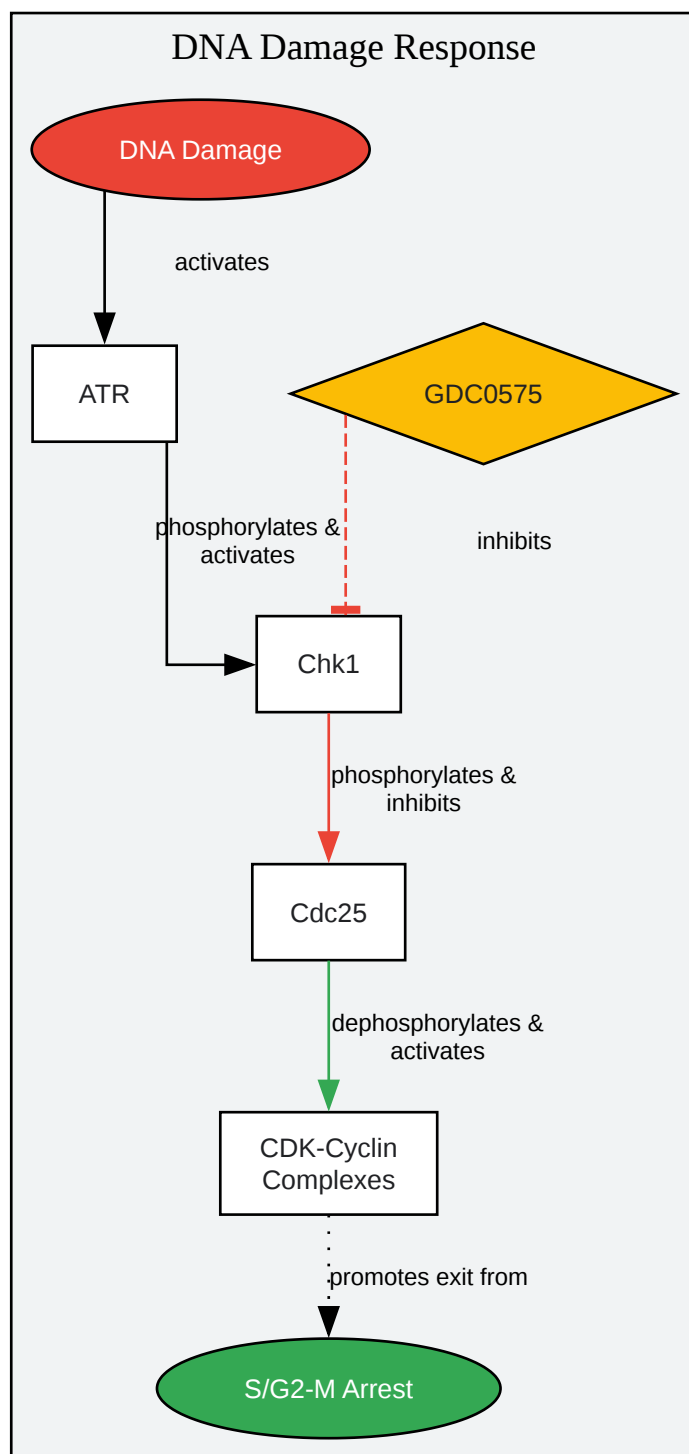 DNA Damage Response
DNA Damage
activates
ATR
GDC0575
phosphorylates &
activates
inhibits
Chk1
phosphorylates &
inhibits
Cdc25
dephosphorylates &
activates
CDK-Cyclin
Complexes
promotes exit from
S/G2-M Arrest